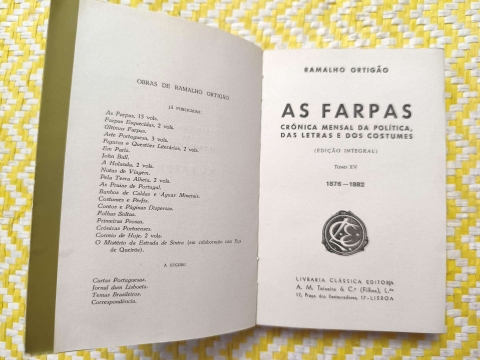 OBRAS DE RAMALHO ORTIGÃO
JÁ PUBLICADAS:
As Farpas, 15 vols.
Farpas Esquecidas, 2 vols.
Últimas Farpas.
Arte Portuguesa, 3 vols.
Figuras e Questões Literárias, 2 vols.
Em Paris.
John Bull.
A Holanda, 2 vols.
Notas de Viagem.
Pela Terra Alheia, 2 vols.
As Praias de Portugal.
Banhos de Caldas e Águas Minerais.
Costumes e Perfis.
Contos e Páginas Dispersas.
Folhas Soltas.
Primeiras Prosas.
Crónicas Portuenses.
Correio de Hoje, 2 vols.
O Mistério da Estrada de Sintra (em colaboração com Eça
de Queirós).
A SEGUIR:
Cartas Portuguesas.
Jornal dum Lisboeta.
Temas Brasileiros.
Correspondência.
RAMALHO ORTIGÃO
AS FARPAS
CRÓNICA MENSAL DA POLÍTICA,
DAS LETRAS E DOS COSTUMES
(EDIÇÃO INTEGRAL)
TOMO XV
1876—1882
LIVRARIA CLÁSSICA EDITORA
A. M. Teixeira & C.ª (Filhos), L.da
17, Praça dos Restauradores, 17—LISBOA